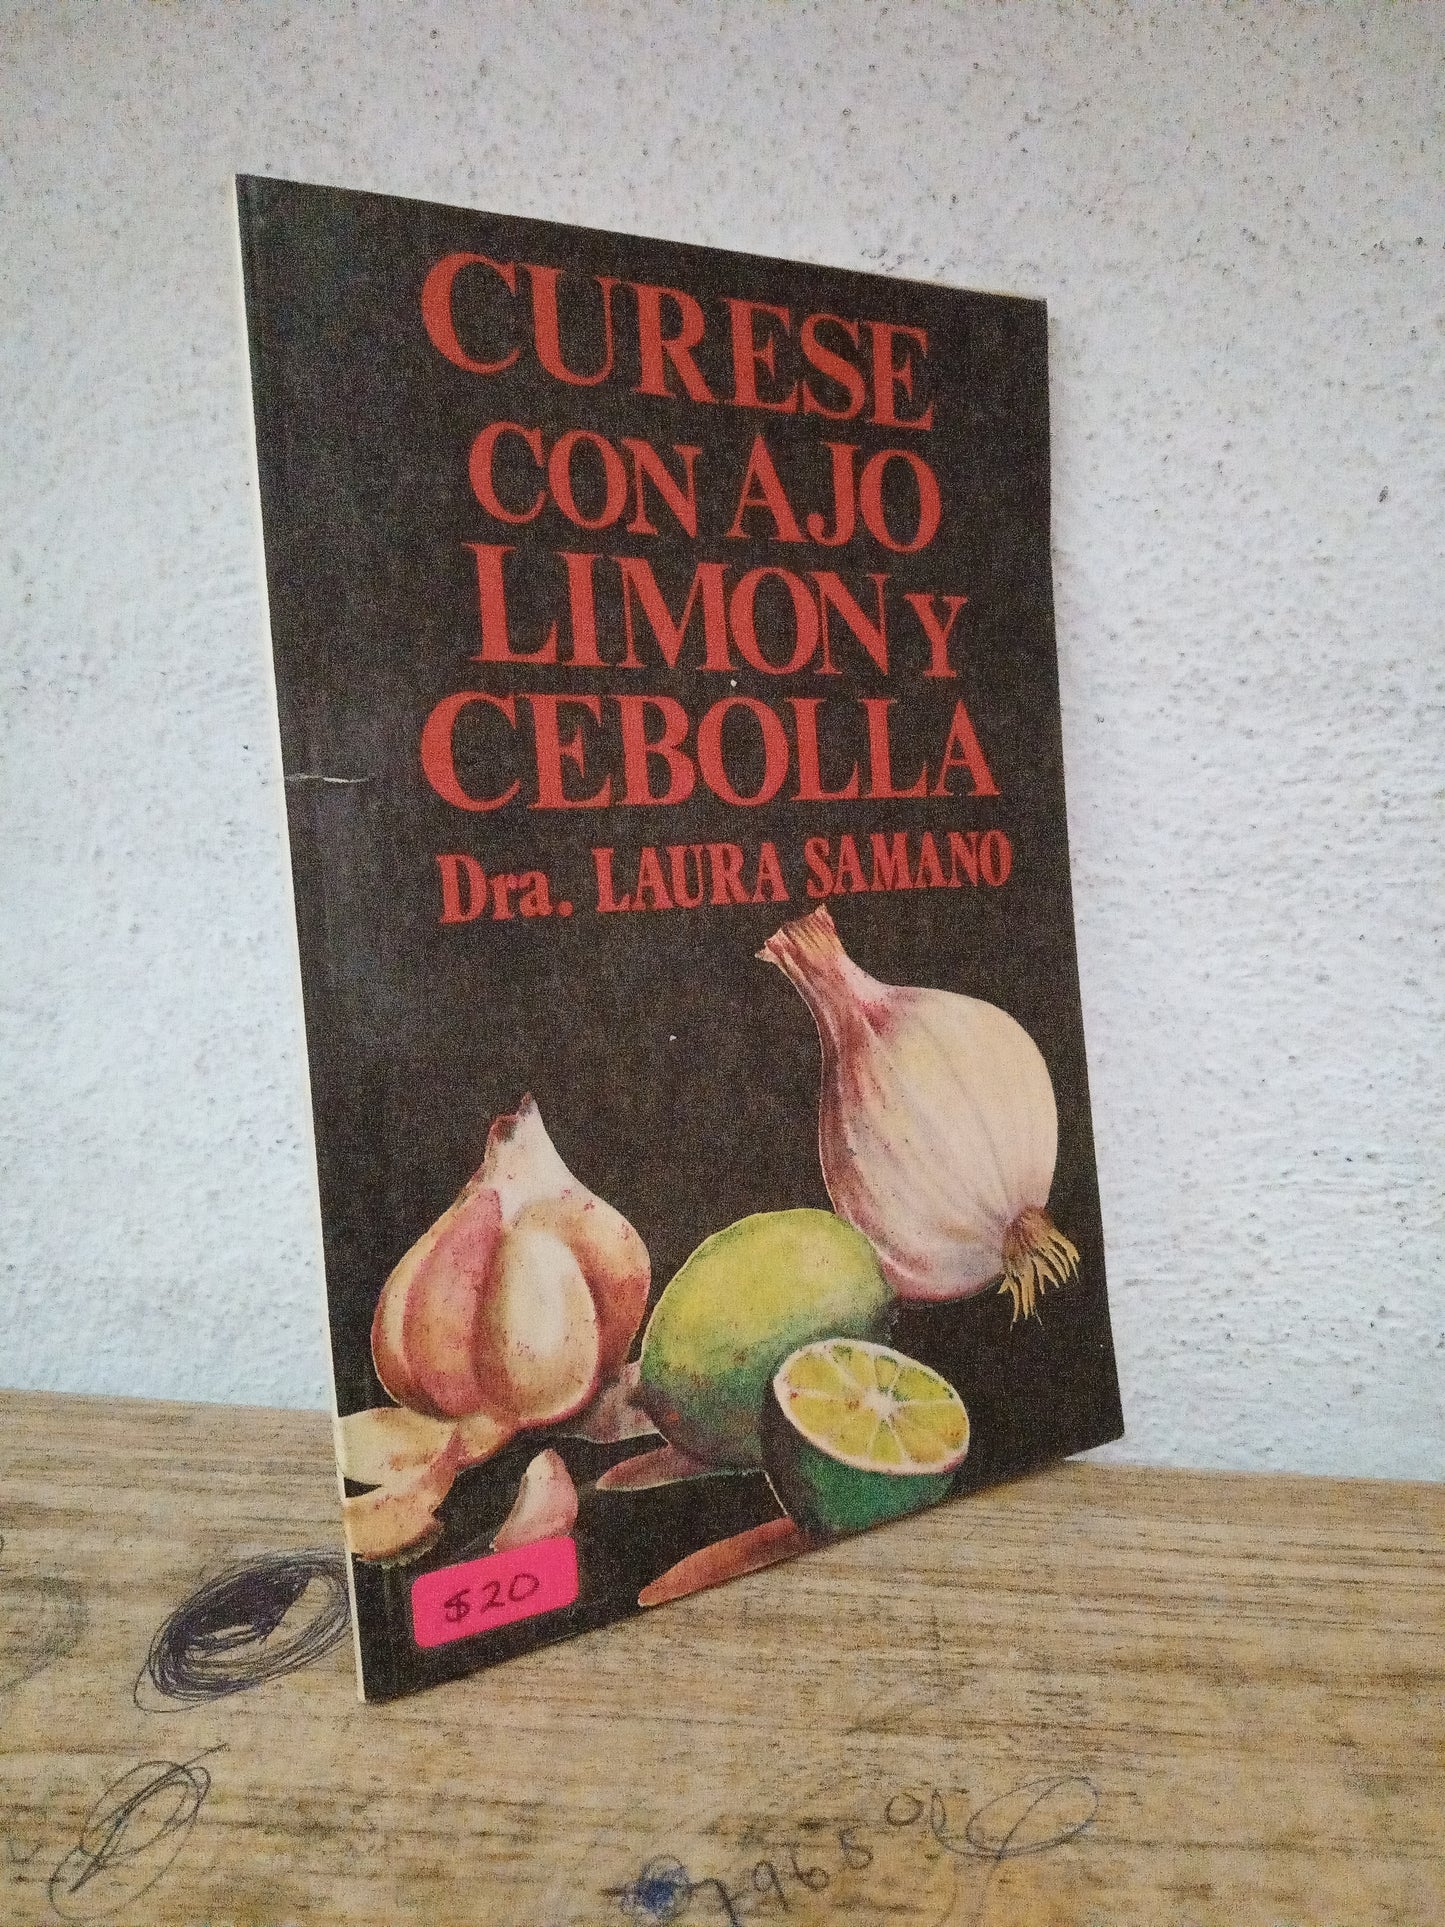 CURESE
CON AJO
LIMON Y
CEBOLLA
Dra. LAURA SAMANO
$20